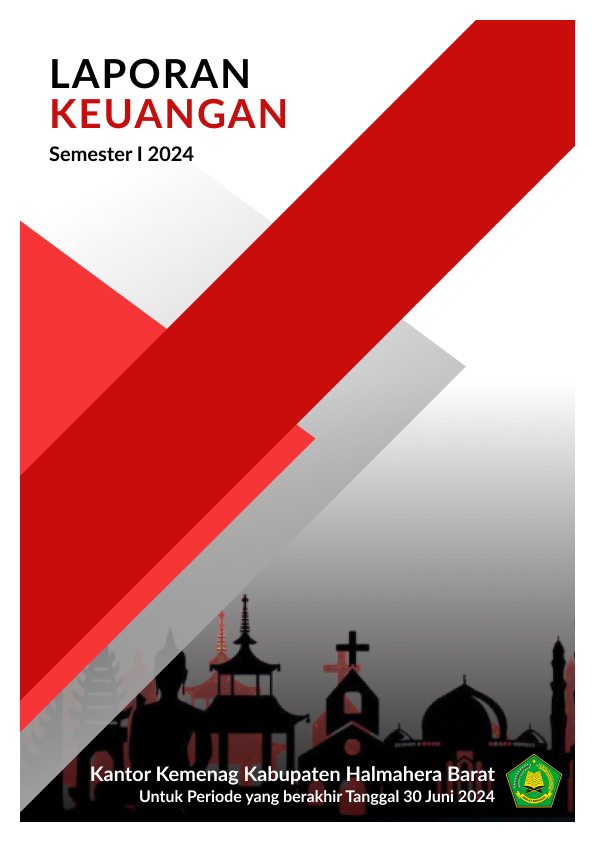 LAPORAN
KEUANGAN
Semester I 2024
Kantor Kemenag Kabupaten Halmahera Barat
Untuk Periode yang berakhir Tanggal 30 Juni 2024